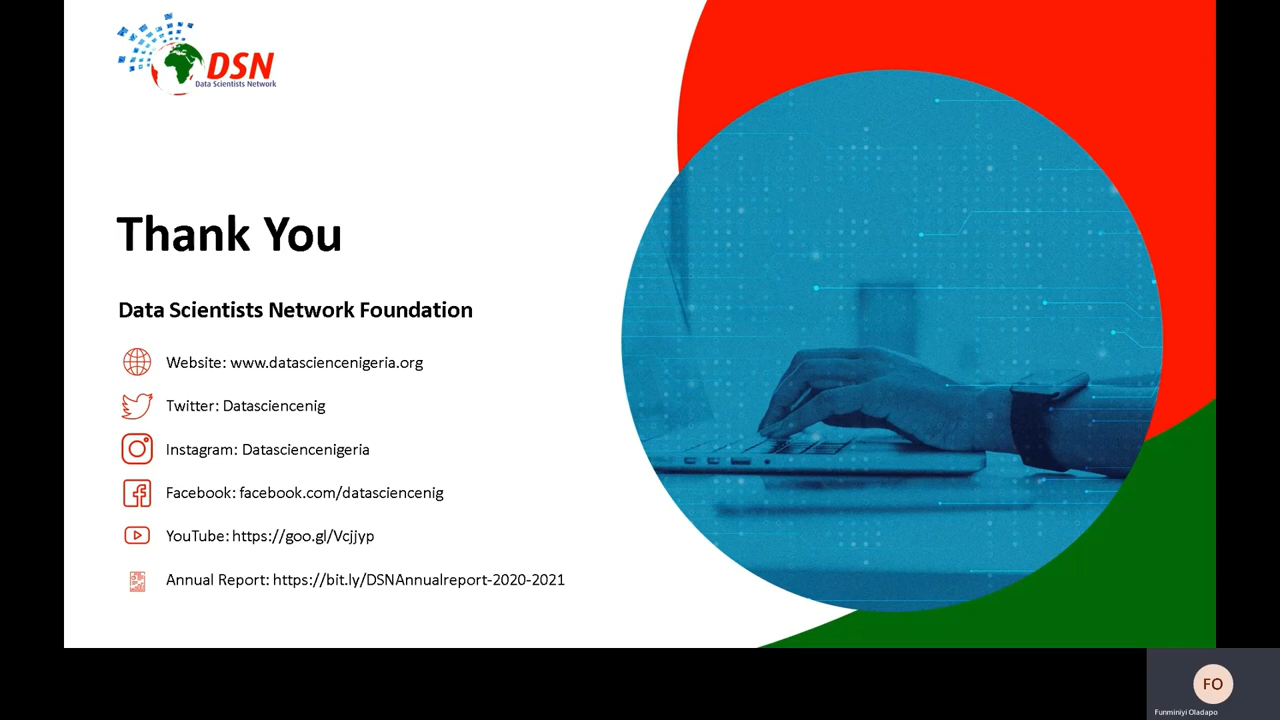 DSN
Data Scientists Network
Thank You
Data Scientists Network Foundation
Website: www.datasciencenigeria.org
Twitter: Datasciencenig
Instagram: Datasciencenigeria
Facebook: facebook.com/datasciencenig
YouTube: https://goo.gl/Vcjjyp
Annual Report: https://bit.ly/DSNAnnualreport-2020-2021
FO
Funminiyi Oladapo